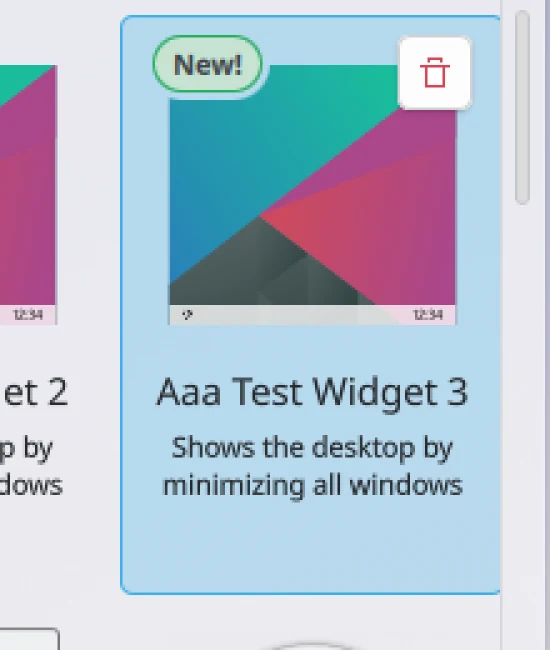 New!
12:34
12:34
et 2
Aaa Test Widget 3
p by
dows
Shows the desktop by
minimizing all windows